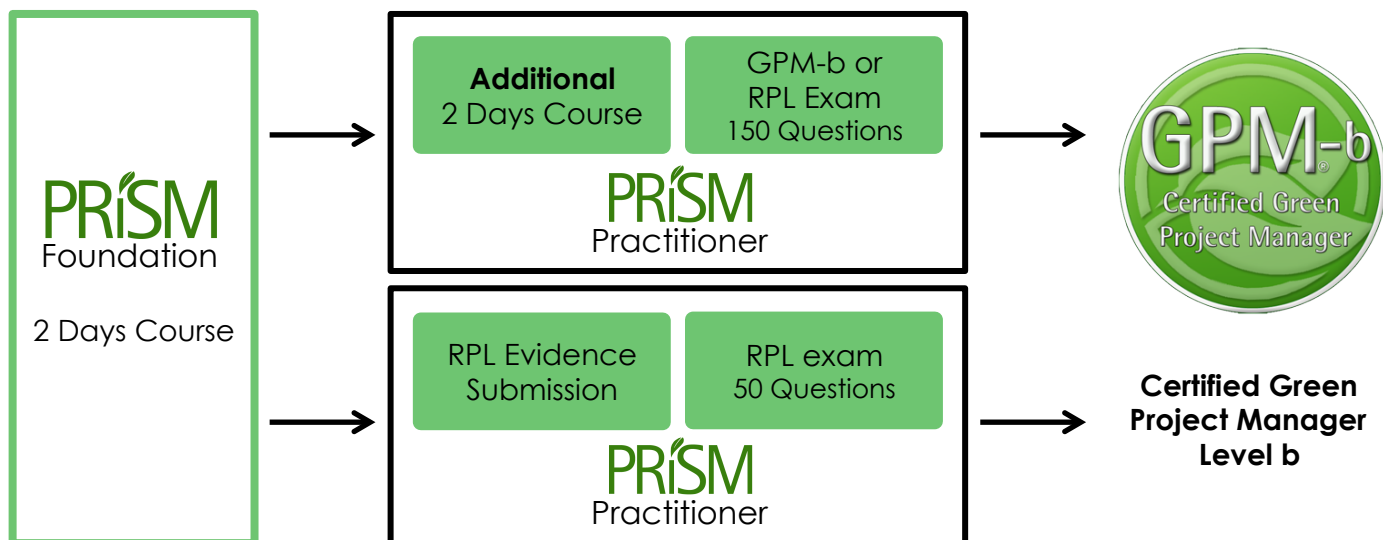 PRiSM
Foundation
2 Days Course
Additional
2 Days Course
GPM-b or
RPL Exam
150 Questions
PRiSM
Practitioner
RPL Evidence
Submission
RPL exam
50 Questions
PRiSM
Practitioner
GPM-b
®
Certified Green
Project Manager
Certified Green
Project Manager
Level b